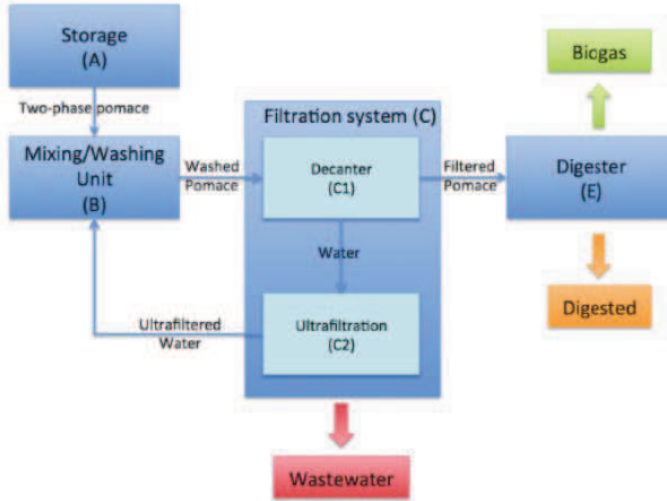 Storage
(A)
Two-phase pomace
Mixing/Washing
Unit
(B)
Washed
Pomace
Filtration system (C)
Decanter
(C1)
Water
Ultrafiltration
(C2)
Ultrafiltered
Water
Filtered
Pomace
Biogas
Digester
(E)
Digested
Wastewater